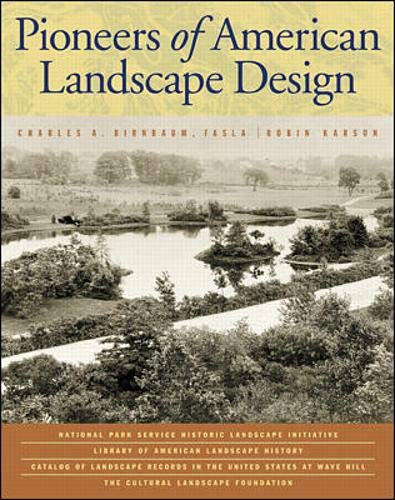 Pioneers of American
Landscape Design
CHARLES A. BIRNBAUM, FASLA | ROBIN KARSON
NATIONAL PARK SERVICE HISTORIC LANDSCAPE INITIATIVE
LIBRARY OF AMERICAN LANDSCAPE HISTORY
CATALOG OF LANDSCAPE RECORDS IN THE UNITED STATES AT WAVE HILL
THE CULTURAL LANDSCAPE FOUNDATION